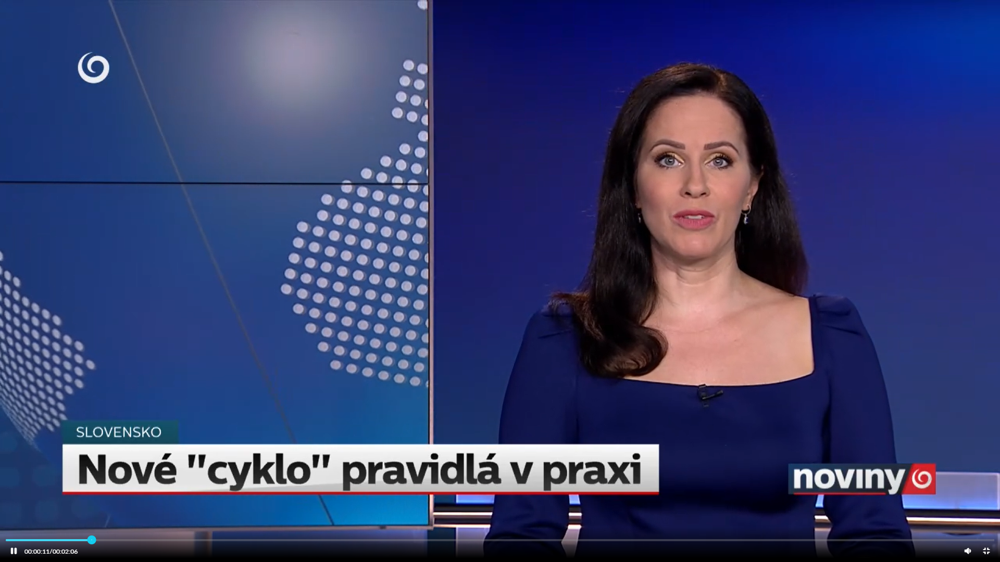 SLOVENSKO
Nové "cyklo" pravidlá v praxi
noviny
00:00:11/00:02:06